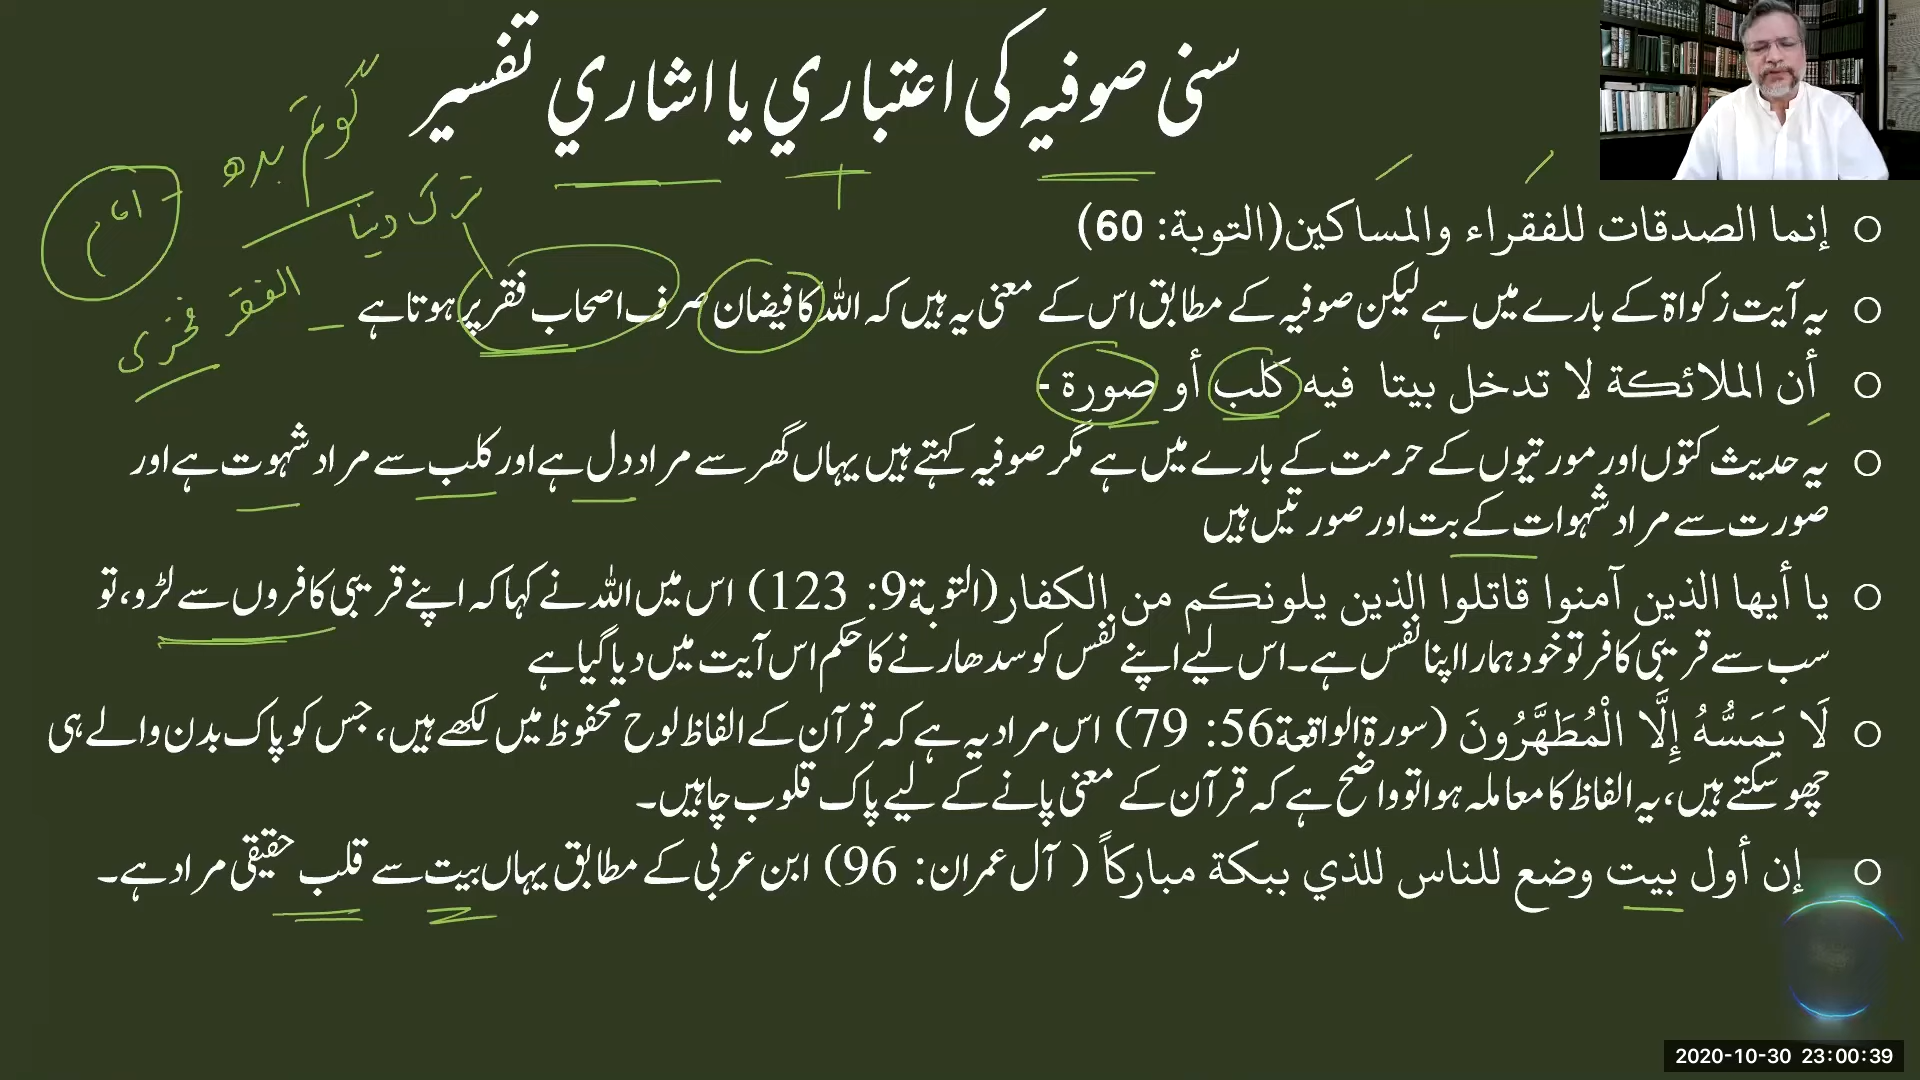 سنی صوفیہ کی اعتباري یا اشاري تفسیر
گوتم بدھ
ترک دینا
الفقر فخری
إنما الصدقات للفقراء والمساكين(التوبة: 60)
یہ آیت زکواۃ کے بارے میں ہے لیکن صوفیہ کے مطابق اس کے معنی یہ ہیں کہ اللہ کا فیضان صرف اصحاب فقر پر ہوتا ہے
أن الملائكة لا تدخل بيتا فيه كلب أو صورة -
یہ حدیث کتوں اور مورتیوں کے حرمت کے بارے میں ہے مگر صوفیہ کہتے ہیں یہاں گھر سے مراد دل ہے اور کلب سے مراد شہوت ہے اور
صورت سے مراد شہوات کے بت اور صورتیں ہیں
يا أيها الذين آمنوا قاتلوا الذين يلونكم من الكفار(التوبة9: 123) اس میں اللہ نے کہا کہ اپنے قریبی کافروں سے لڑو، تو
سب سے قریبی کافر تو خود ہمارا اپنا نفس ہے۔ اس لیے اپنے نفس کو سدھارنے کا حکم اس آیت میں دیا گیا ہے
لَا يَمَسُّهُ إِلَّا الْمُطَهَّرُونَ (سورة الواقعة56: 79) اس مراد یہ ہے کہ قرآن کے الفاظ لوح محفوظ میں لکھے ہیں، جس کو پاک بدن والے ہی
چھو سکتے ہیں، یہ الفاظ کا معاملہ ہوا تو واضح ہے کہ قرآن کے معنی پانے کے لیے پاک قلوب چاہیں۔
إن أول بيت وضع للناس للذي ببكة مباركاً ( آل عمران: 96) ابن عربی کے مطابق یہاں بیت سے قلب حقیقی مراد ہے۔
2020-10-30 23:00:39